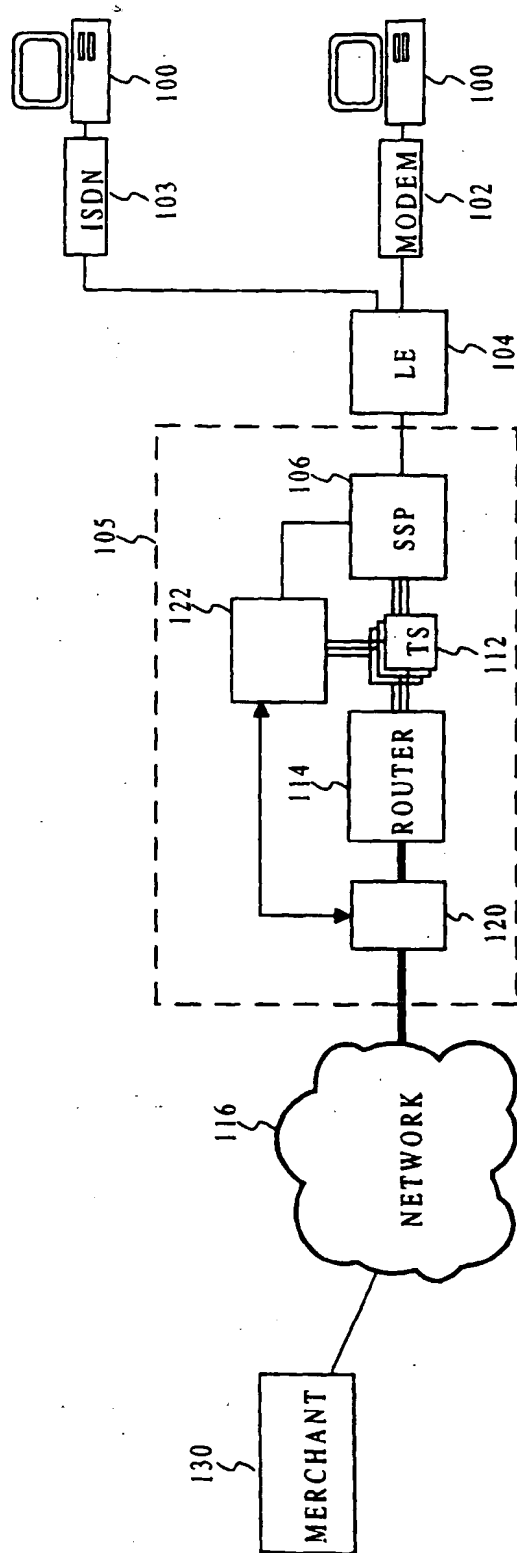 100
100
ISDN
103
MODEM
102
LE
104
105
106
SSP
122
TS
112
114
ROUTER
120
116
NETWORK
130
MERCHANT